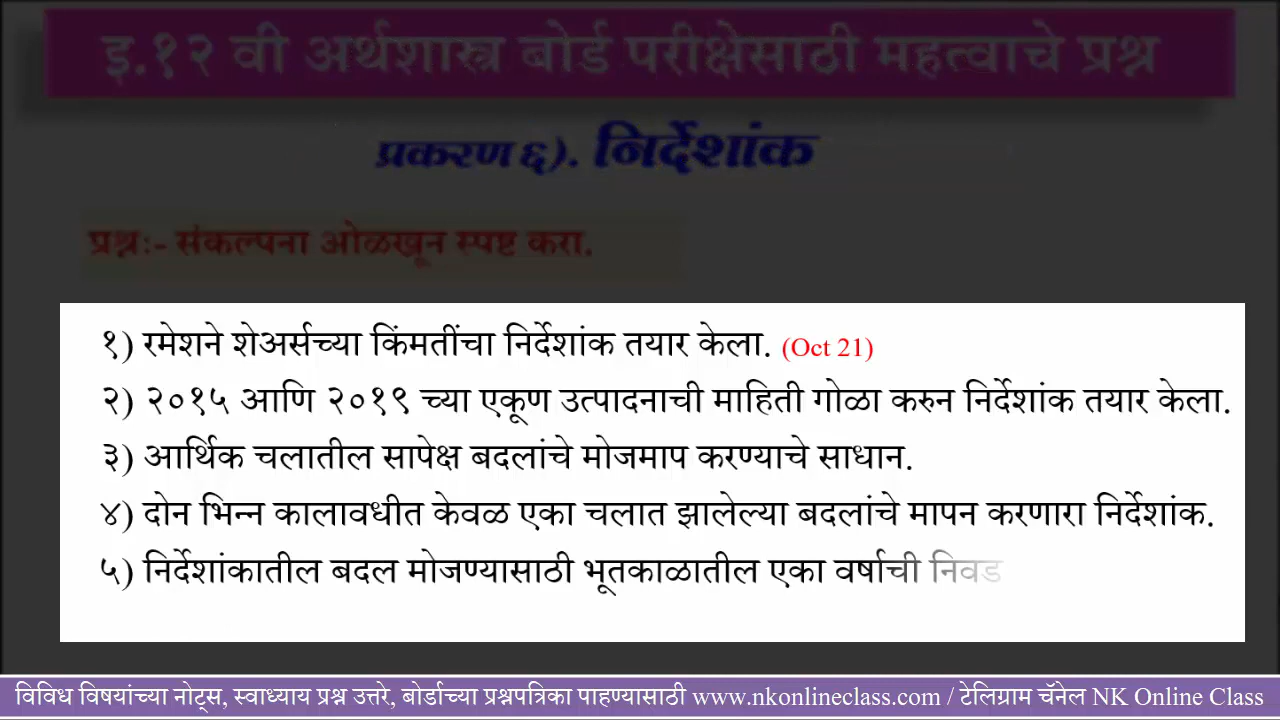 इ.१२ वी अर्थशास्त्र बोर्ड परीक्षेसाठी महत्वाचे प्रश्न
प्रकरण ६). निर्देशांक
प्रश्नः- संकल्पना ओळखून स्पष्ट करा.
१) रमेशने शेअर्सच्या किंमतींचा निर्देशांक तयार केला. (Oct 21)
२) २०१५ आणि २०१९ च्या एकूण उत्पादनाची माहिती गोळा करुन निर्देशांक तयार केला.
३) आर्थिक चलातील सापेक्ष बदलांचे मोजमाप करण्याचे साधान.
४) दोन भिन्न कालावधीत केवळ एका चलात झालेल्या बदलांचे मापन करणारा निर्देशांक.
५) निर्देशांकातील बदल मोजण्यासाठी भूतकाळातील एका वर्षाची निवड
विविध विषयांच्या नोट्स, स्वाध्याय प्रश्न उत्तरे, बोर्डाच्या प्रश्नपत्रिका पाहण्यासाठी www.nkonlineclass.com / टेलिग्राम चॅनेल NK Online Class